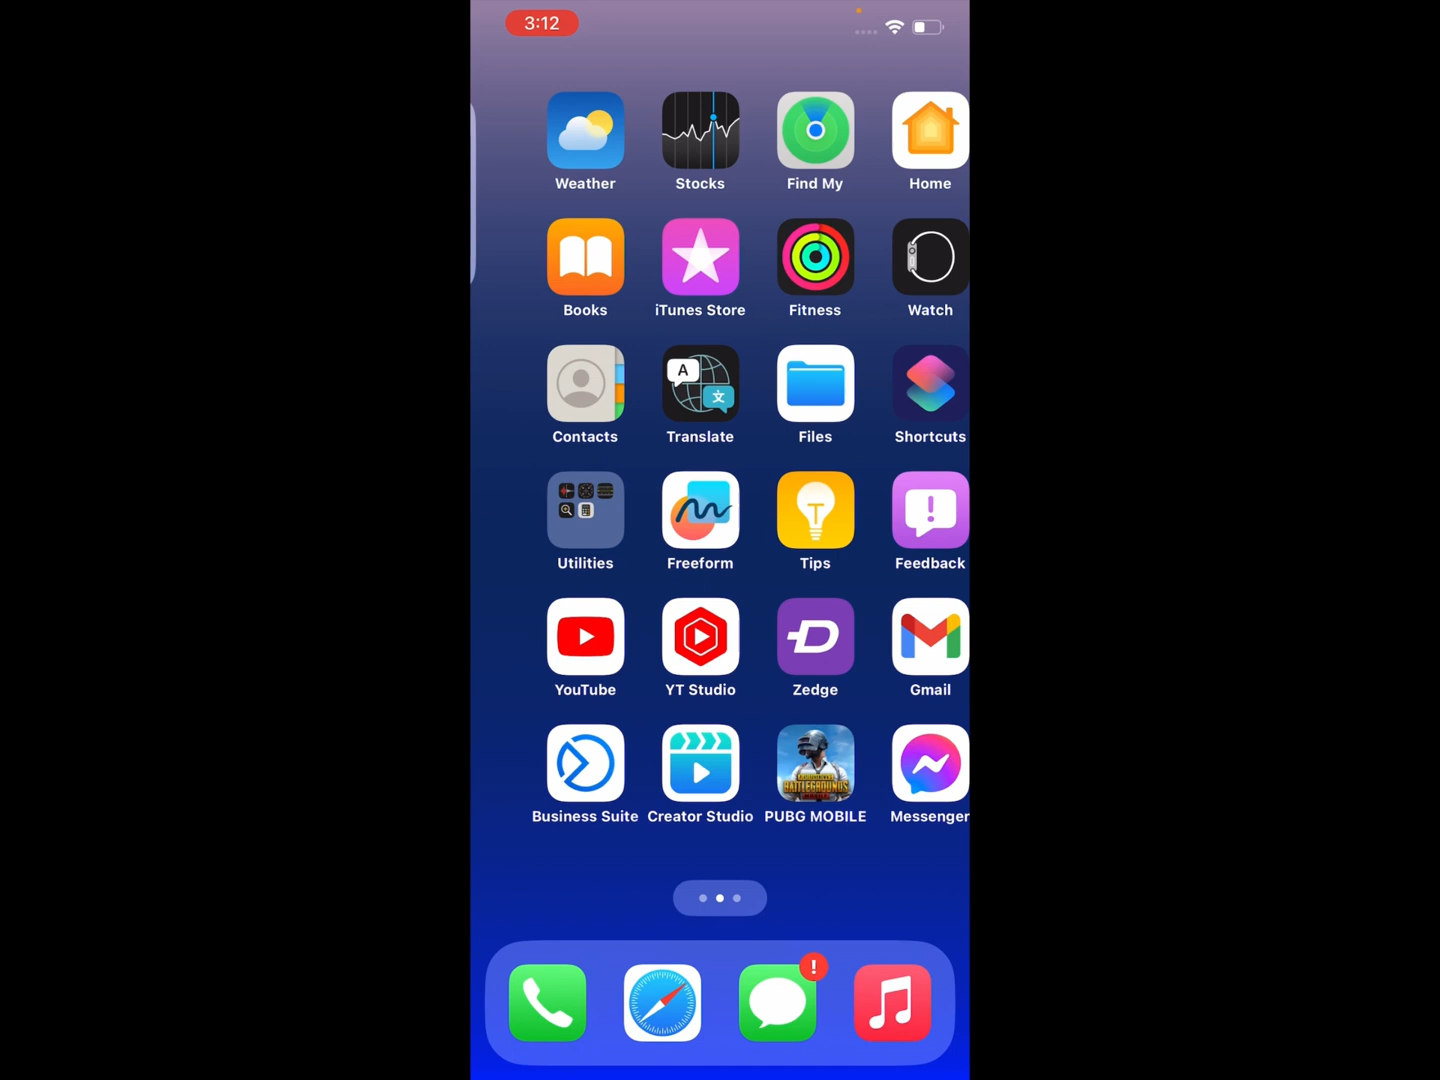 3:12
Weather Stocks Find My Home
Books iTunes Store Fitness Watch
A
文
Contacts Translate Files Shortcuts
Utilities Freeform Tips Feedback
YouTube YT Studio Zedge Gmail
BATTLEGROUNDS
Business Suite Creator Studio PUBG MOBILE Messenger
!